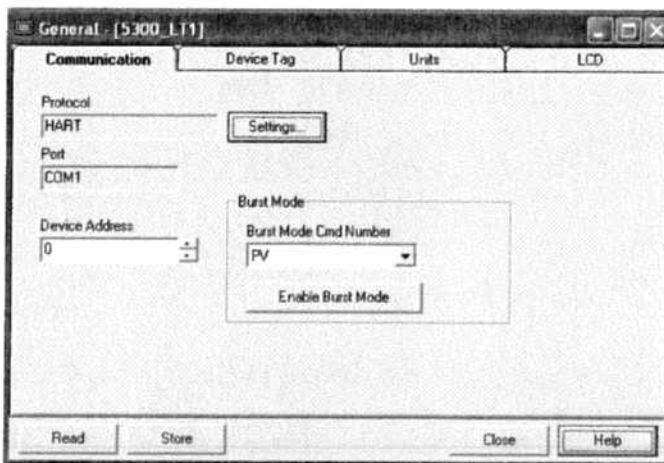 General - [5300_LT1]
Communication Device Tag Units LCD
Protocol
HART
Settings...
Port
COM1
Burst Mode
Device Address
Burst Mode Cmd Number
0
PV
Enable Burst Mode
Read Store Close Help